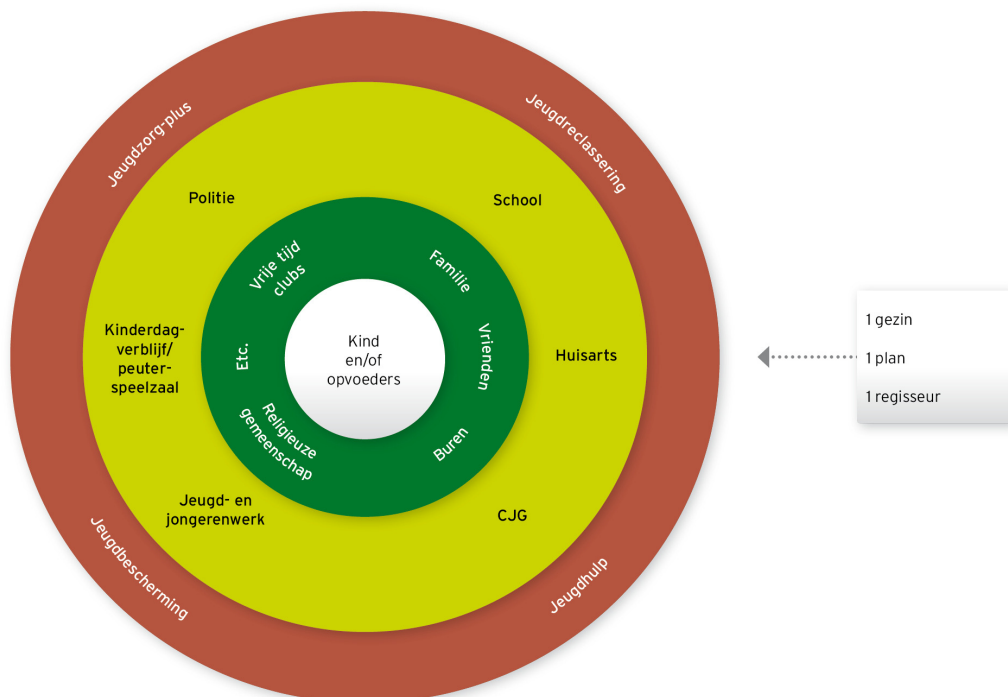 Jeugdzorg-plus
Jeugdreclassering
Politie
School
Vrije tijd
clubs
Familie
Kinderdag-
verblijf/
peuter-
speelzaal
Etc.
Kind
en/of
opvoeders
Vrienden
Huisarts
Religieuze
gemeenschap
Buren
Jeugd- en
jongerenwerk
CJG
Jeugdbescherming
Jeugdhulp
1 gezin
1 plan
1 regisseur